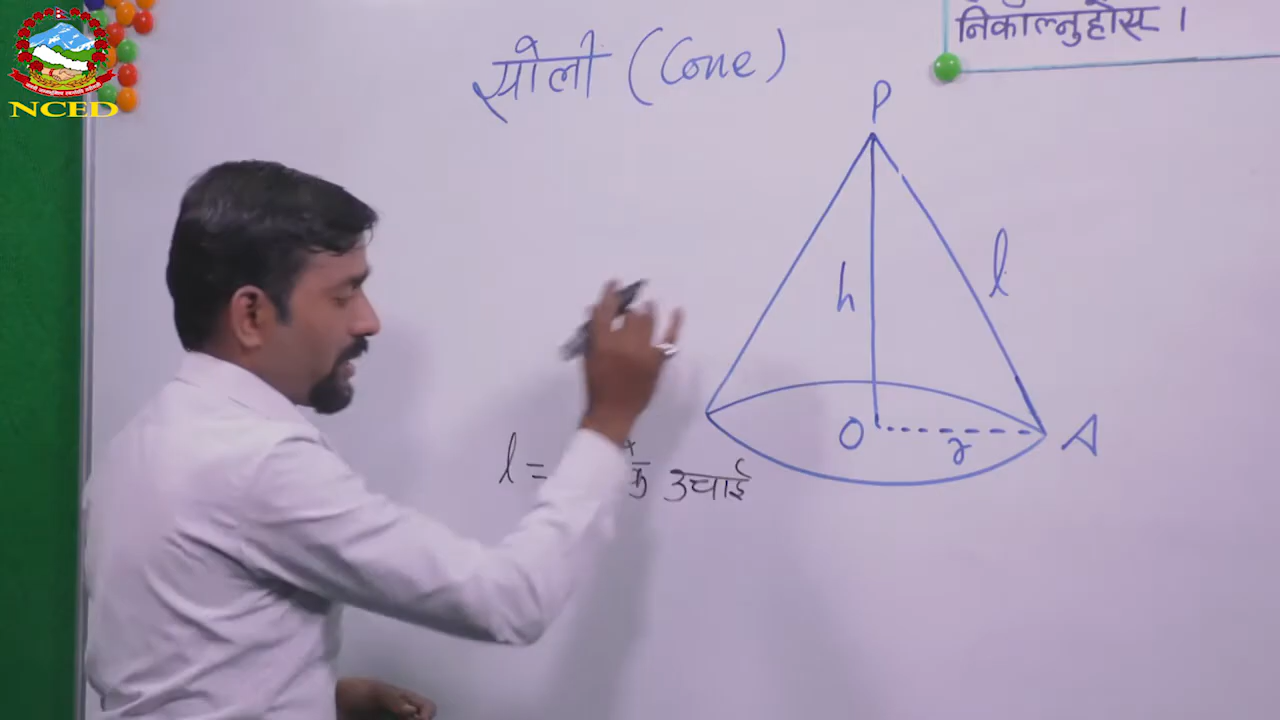 NCED
निकाल्नुहोस् ।
सोली (Cone)
P
h
l
O
r
A
l = उचाई